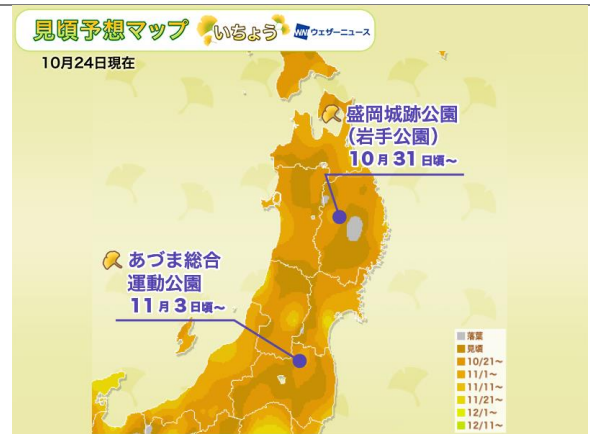 見頃予想マップ いちょう WN ウェザーニュース
10月24日現在
盛岡城跡公園
(岩手公園)
10月31日頃~
あづま総合
運動公園
11月3日頃~
落葉
見頃
10/21~
11/1~
11/11~
11/21~
12/1~
12/11~